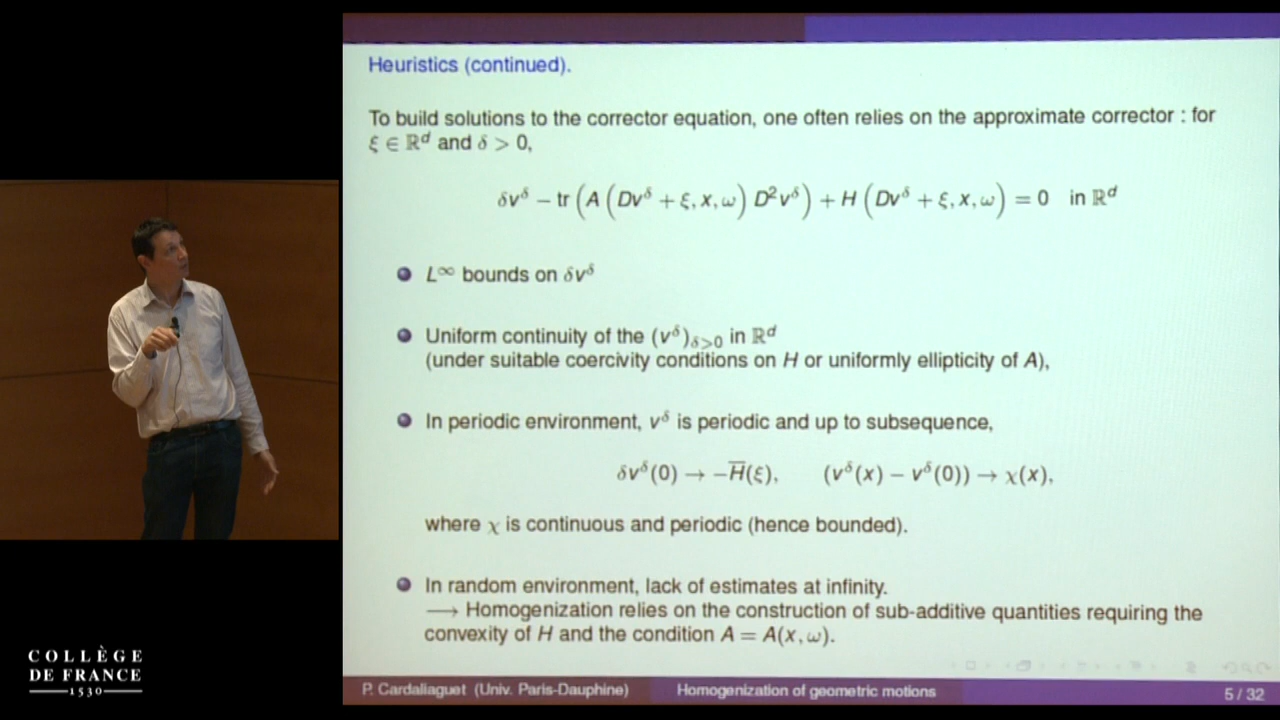 Heuristics (continued).
To build solutions to the corrector equation, one often relies on the approximate corrector : for
ξ ∈ ℝᵈ and δ > 0,
δv^δ − tr (A (Dv^δ + ξ, x, ω) D²v^δ) + H (Dv^δ + ξ, x, ω) = 0 in ℝᵈ
L^∞ bounds on δv^δ
Uniform continuity of the (v^δ)_{δ>0} in ℝᵈ
(under suitable coercivity conditions on H or uniformly ellipticity of A),
In periodic environment, v^δ is periodic and up to subsequence,
δv^δ(0) → −H̅(ξ), (v^δ(x) − v^δ(0)) → χ(x),
where χ is continuous and periodic (hence bounded).
In random environment, lack of estimates at infinity.
⟶ Homogenization relies on the construction of sub-additive quantities requiring the
convexity of H and the condition A = A(x, ω).
COLLÈGE
DE FRANCE
1530
P. Cardaliaguet (Univ. Paris-Dauphine) Homogenization of geometric motions 5 / 32